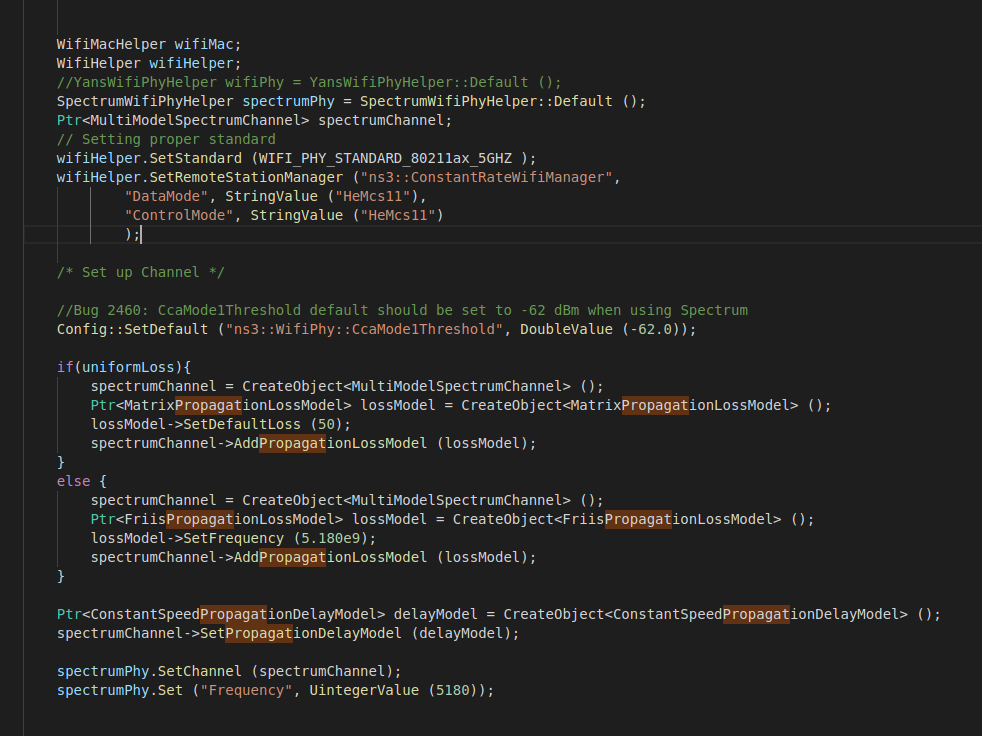 WifiMacHelper wifiMac;
WifiHelper wifiHelper;
//YansWifiPhyHelper wifiPhy = YansWifiPhyHelper::Default ();
SpectrumWifiPhyHelper spectrumPhy = SpectrumWifiPhyHelper::Default ();
Ptr<MultiModelSpectrumChannel> spectrumChannel;
// Setting proper standard
wifiHelper.SetStandard (WIFI_PHY_STANDARD_80211ax_5GHZ );
wifiHelper.SetRemoteStationManager ("ns3::ConstantRateWifiManager",
"DataMode", StringValue ("HeMcs11"),
"ControlMode", StringValue ("HeMcs11")
);
/* Set up Channel */
//Bug 2460: CcaMode1Threshold default should be set to -62 dBm when using Spectrum
Config::SetDefault ("ns3::WifiPhy::CcaMode1Threshold", DoubleValue (-62.0));
if(uniformLoss){
spectrumChannel = CreateObject<MultiModelSpectrumChannel> ();
Ptr<MatrixPropagationLossModel> lossModel = CreateObject<MatrixPropagationLossModel> ();
lossModel->SetDefaultLoss (50);
spectrumChannel->AddPropagationLossModel (lossModel);
}
else {
spectrumChannel = CreateObject<MultiModelSpectrumChannel> ();
Ptr<FriisPropagationLossModel> lossModel = CreateObject<FriisPropagationLossModel> ();
lossModel->SetFrequency (5.180e9);
spectrumChannel->AddPropagationLossModel (lossModel);
}
Ptr<ConstantSpeedPropagationDelayModel> delayModel = CreateObject<ConstantSpeedPropagationDelayModel> ();
spectrumChannel->SetPropagationDelayModel (delayModel);
spectrumPhy.SetChannel (spectrumChannel);
spectrumPhy.Set ("Frequency", UintegerValue (5180));